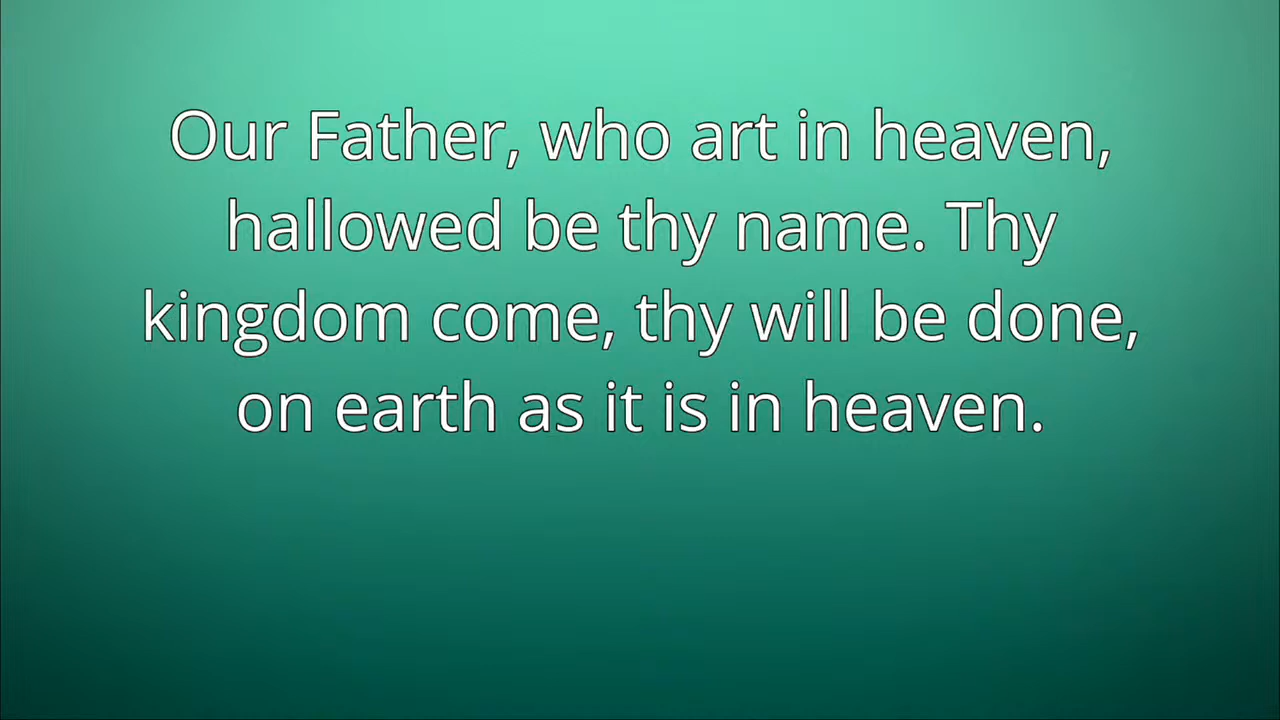 Our Father, who art in heaven,
hallowed be thy name. Thy
kingdom come, thy will be done,
on earth as it is in heaven.